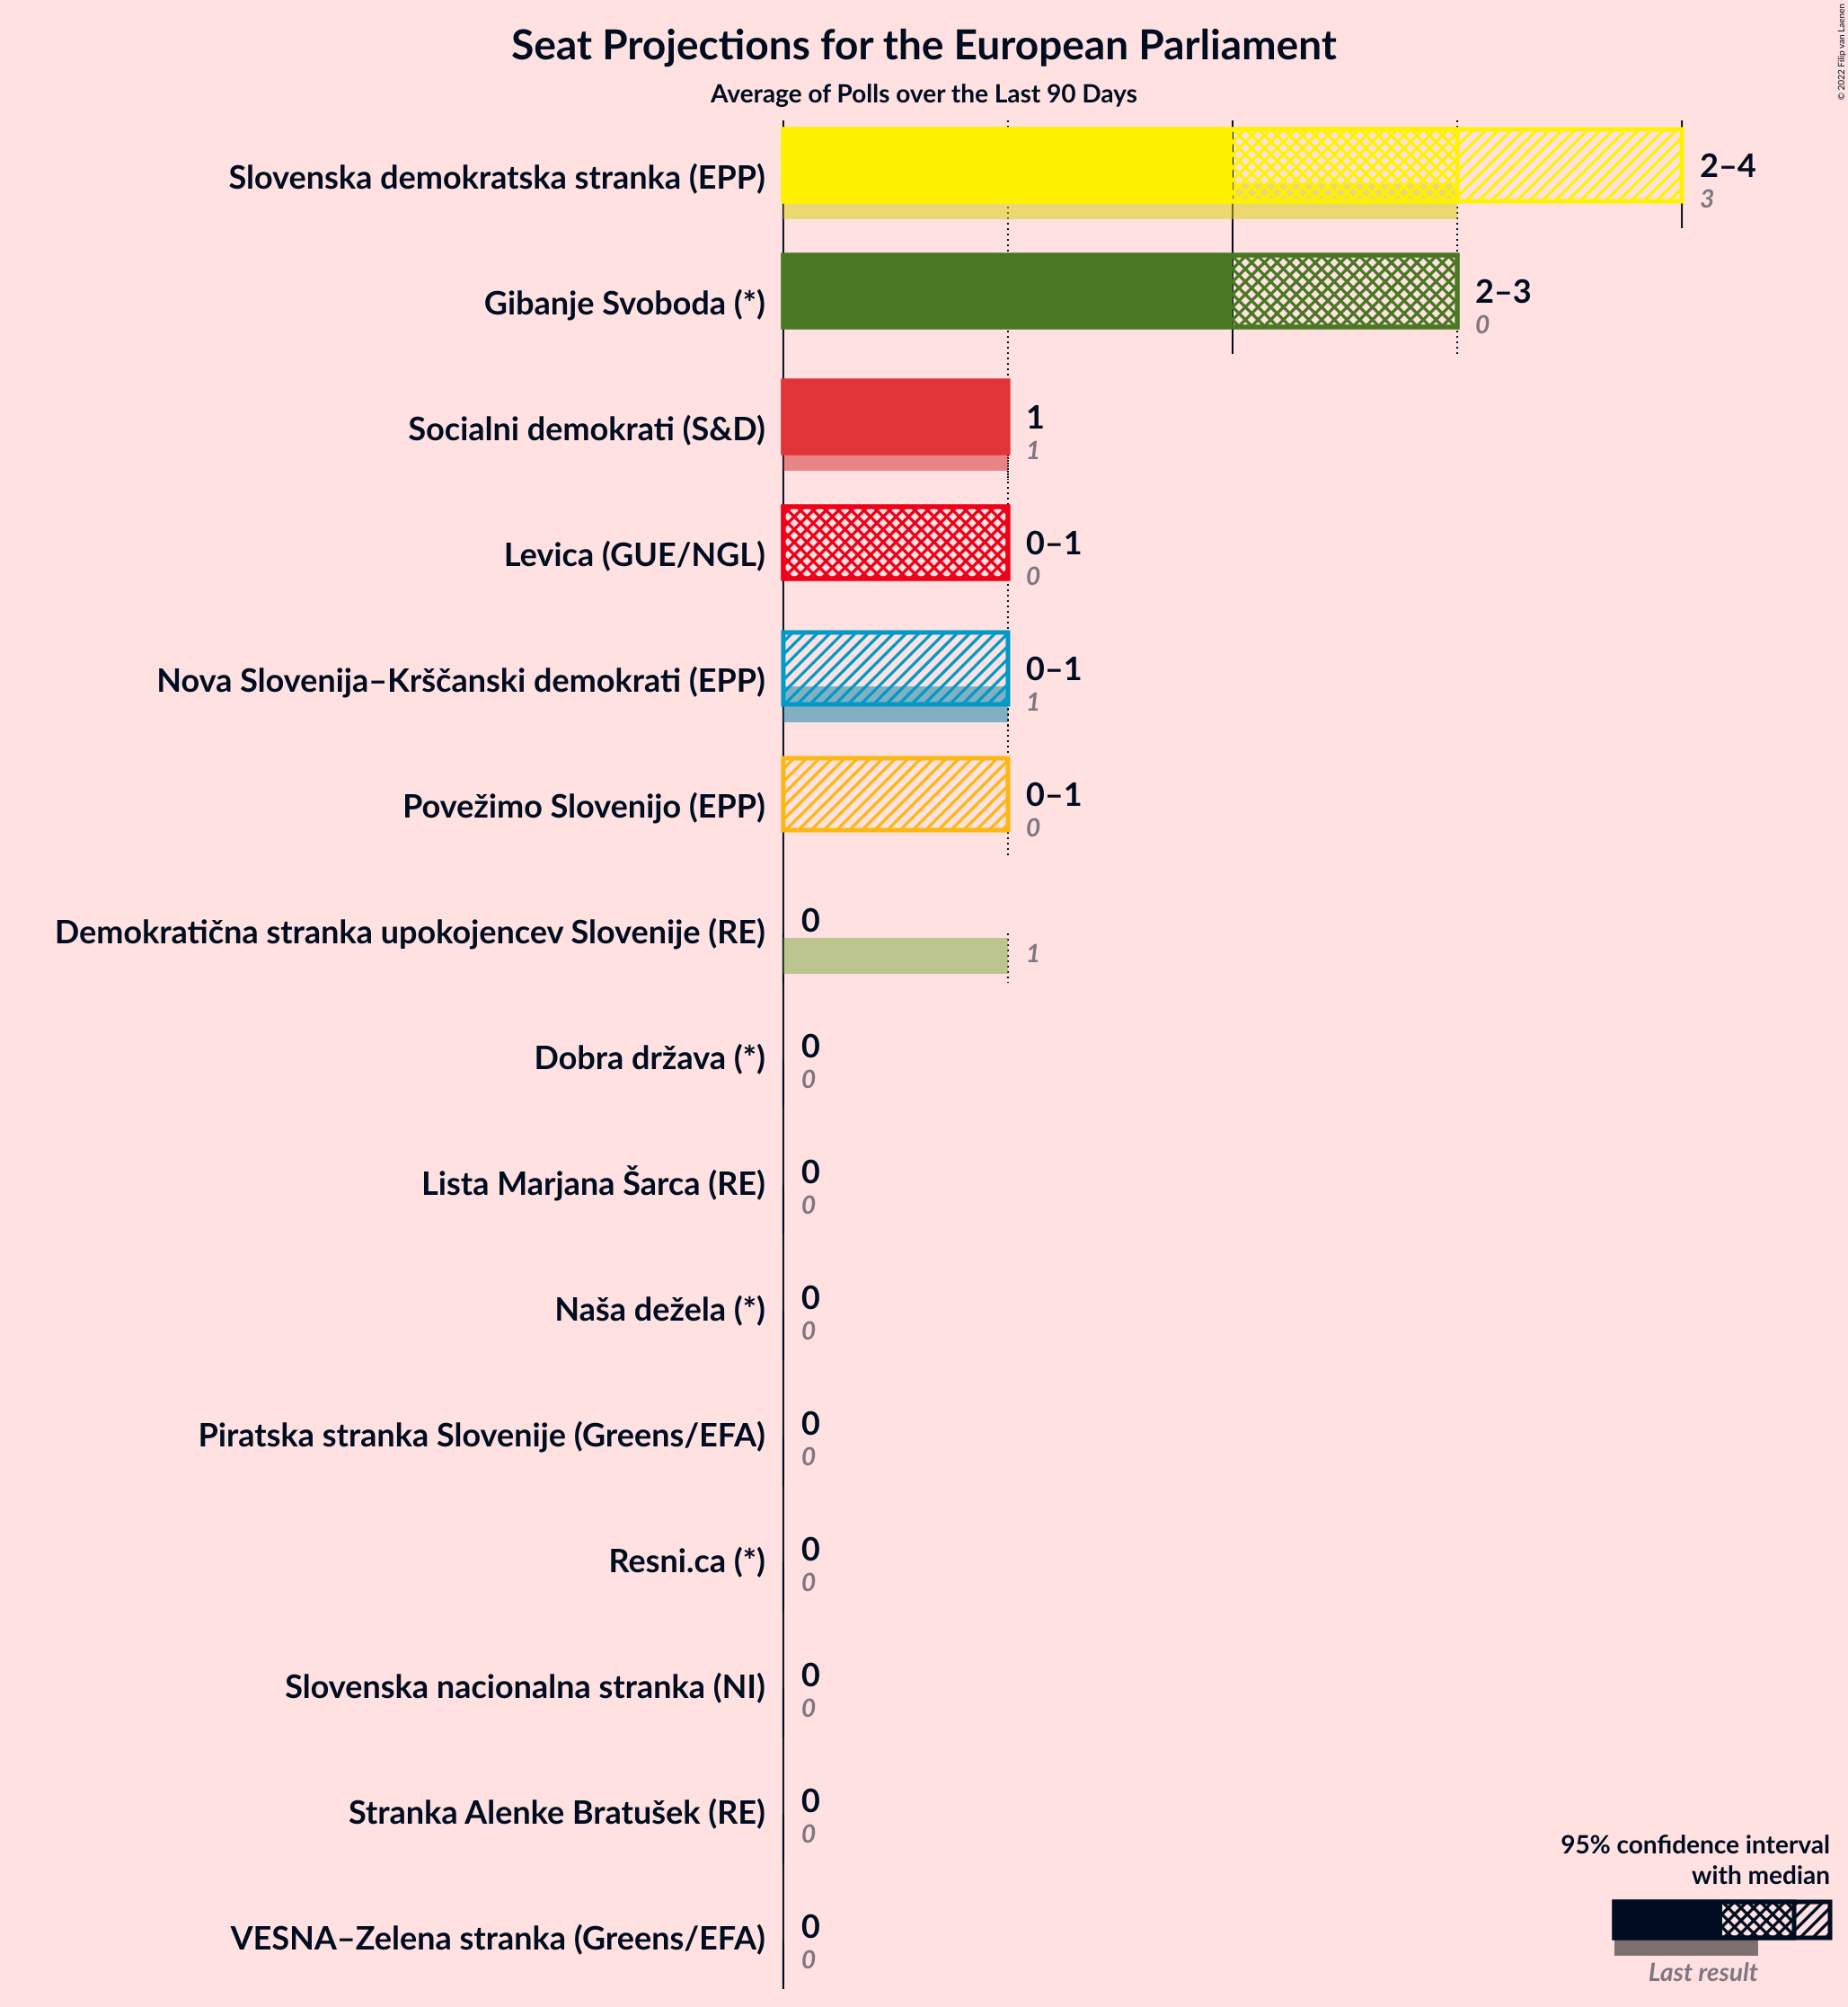 Seat Projections for the European Parliament
Average of Polls over the Last 90 Days
© 2022 Filip van Laenen
Slovenska demokratska stranka (EPP)
2–4
3
Gibanje Svoboda (*)
2–3
0
Socialni demokrati (S&D)
1
1
Levica (GUE/NGL)
0–1
0
Nova Slovenija–Krščanski demokrati (EPP)
0–1
1
Povežimo Slovenijo (EPP)
0–1
0
Demokratična stranka upokojencev Slovenije (RE)
0
1
Dobra država (*)
0
0
Lista Marjana Šarca (RE)
0
0
Naša dežela (*)
0
0
Piratska stranka Slovenije (Greens/EFA)
0
0
Resni.ca (*)
0
0
Slovenska nacionalna stranka (NI)
0
0
Stranka Alenke Bratušek (RE)
0
0
VESNA–Zelena stranka (Greens/EFA)
0
0
95% confidence interval
with median
Last result